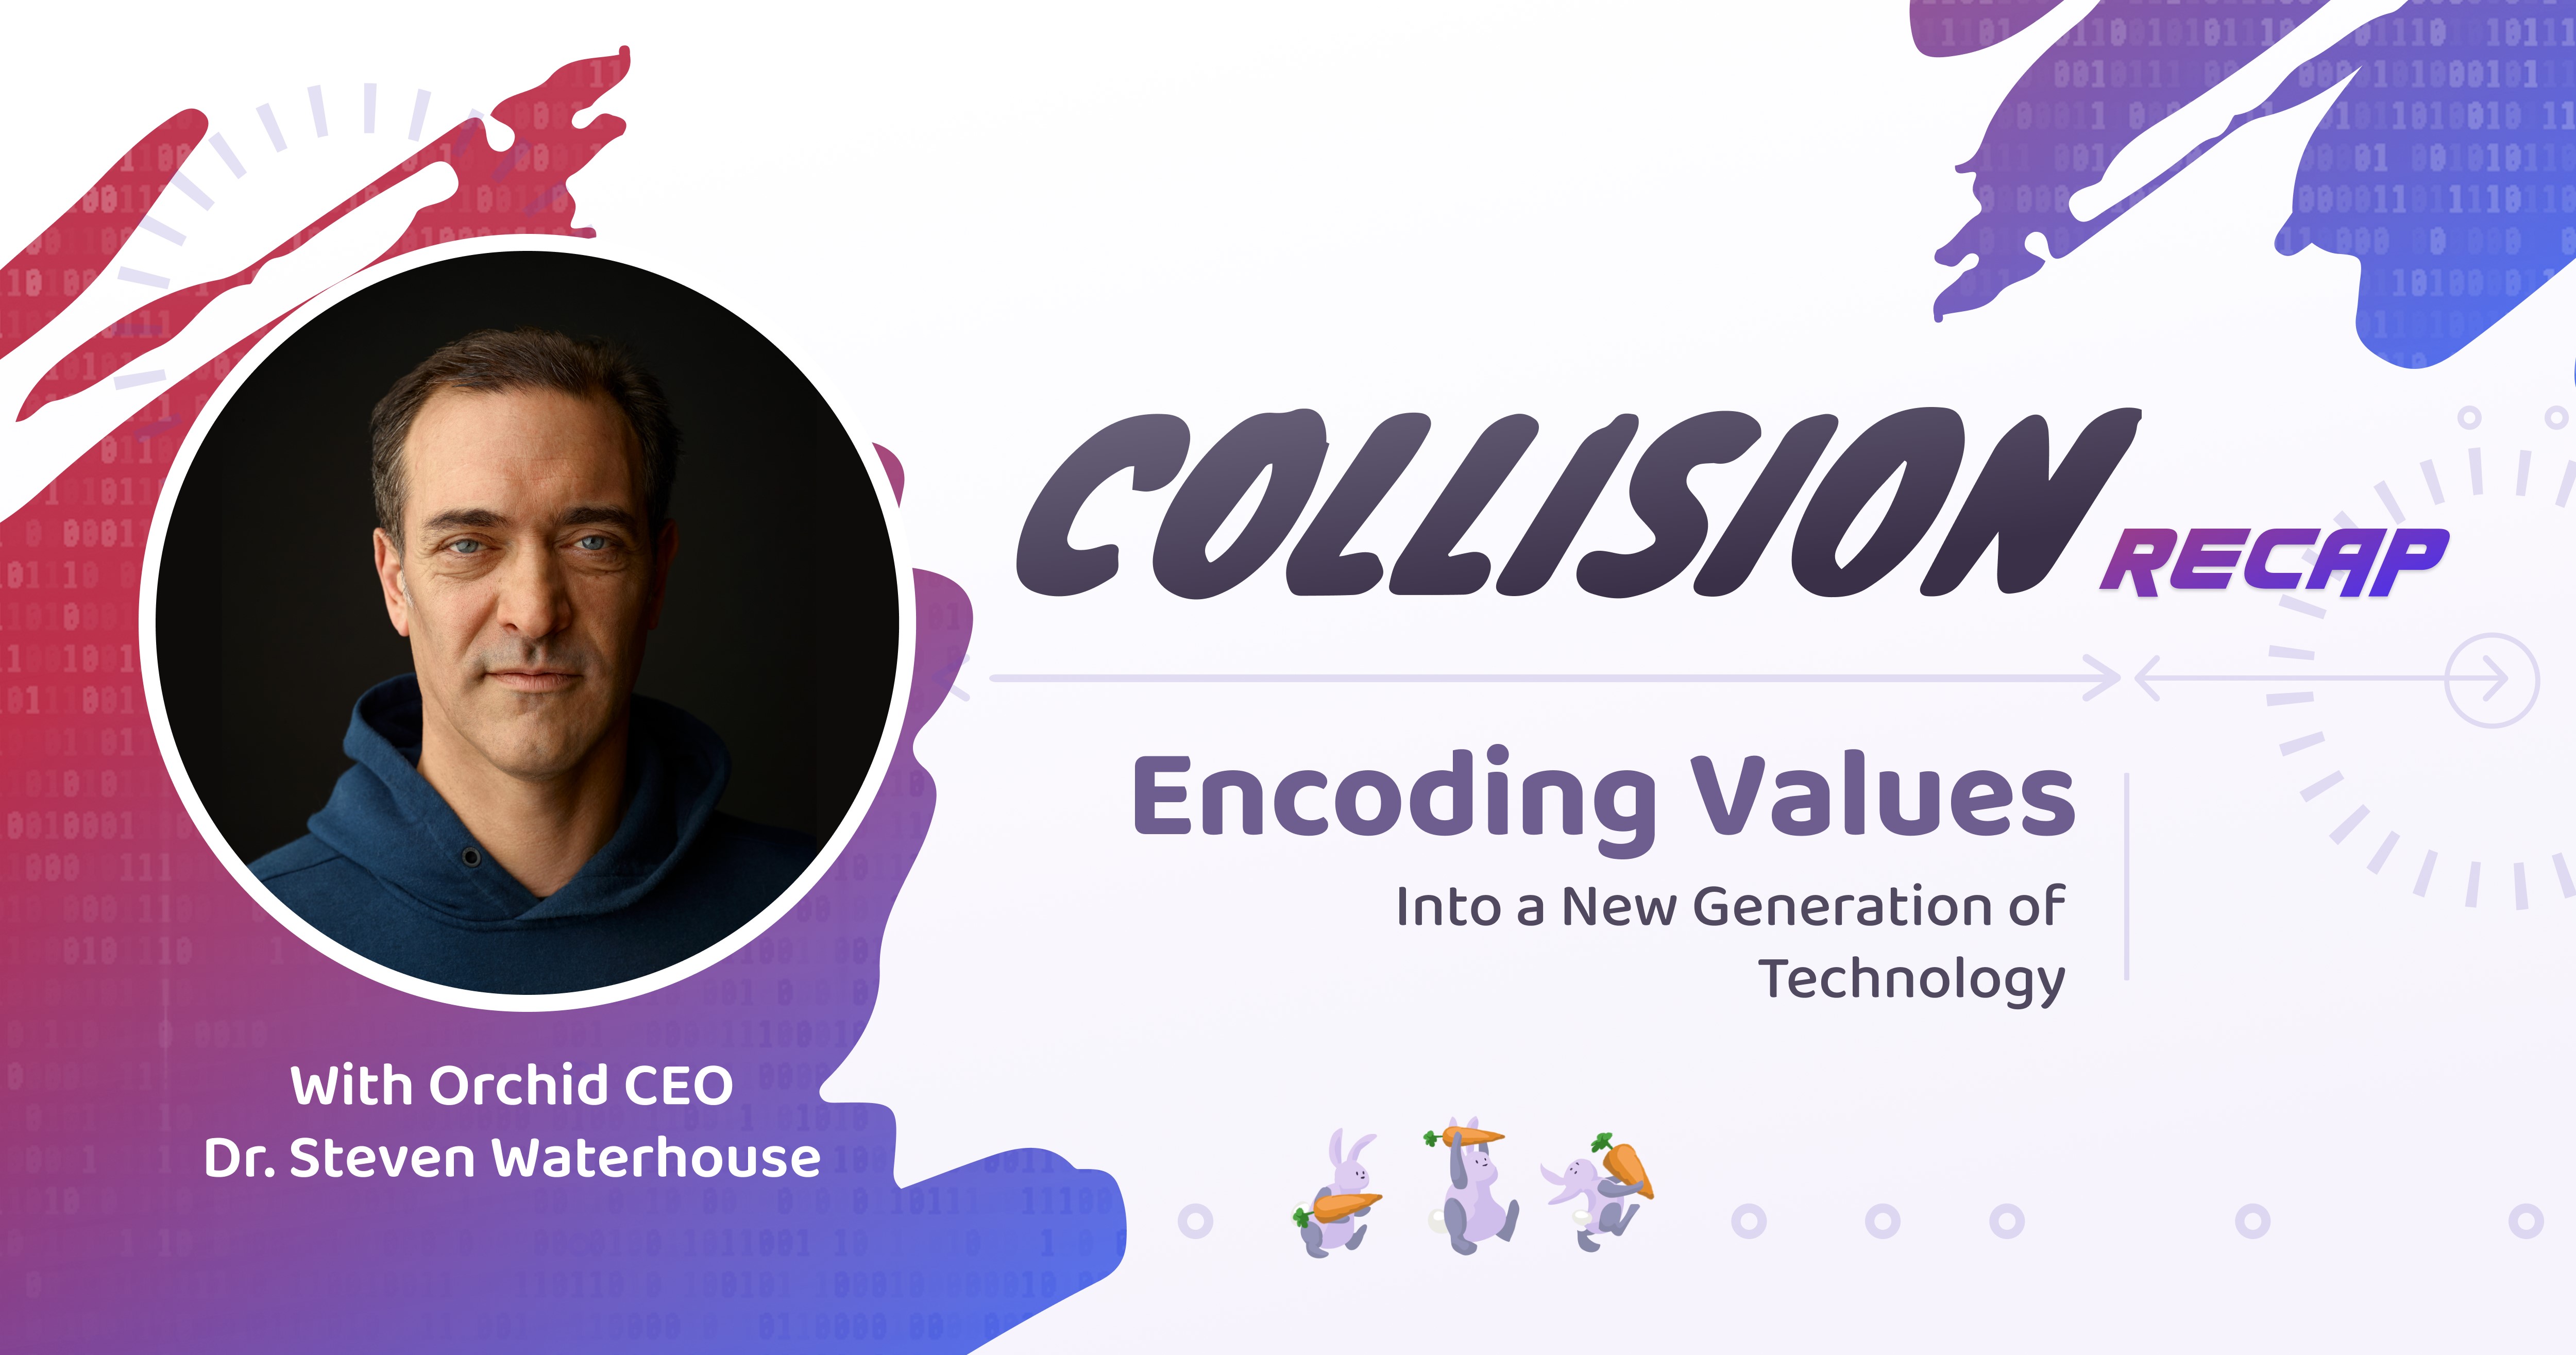 COLLISION
RECAP
Encoding Values
Into a New Generation of
Technology
With Orchid CEO
Dr. Steven Waterhouse